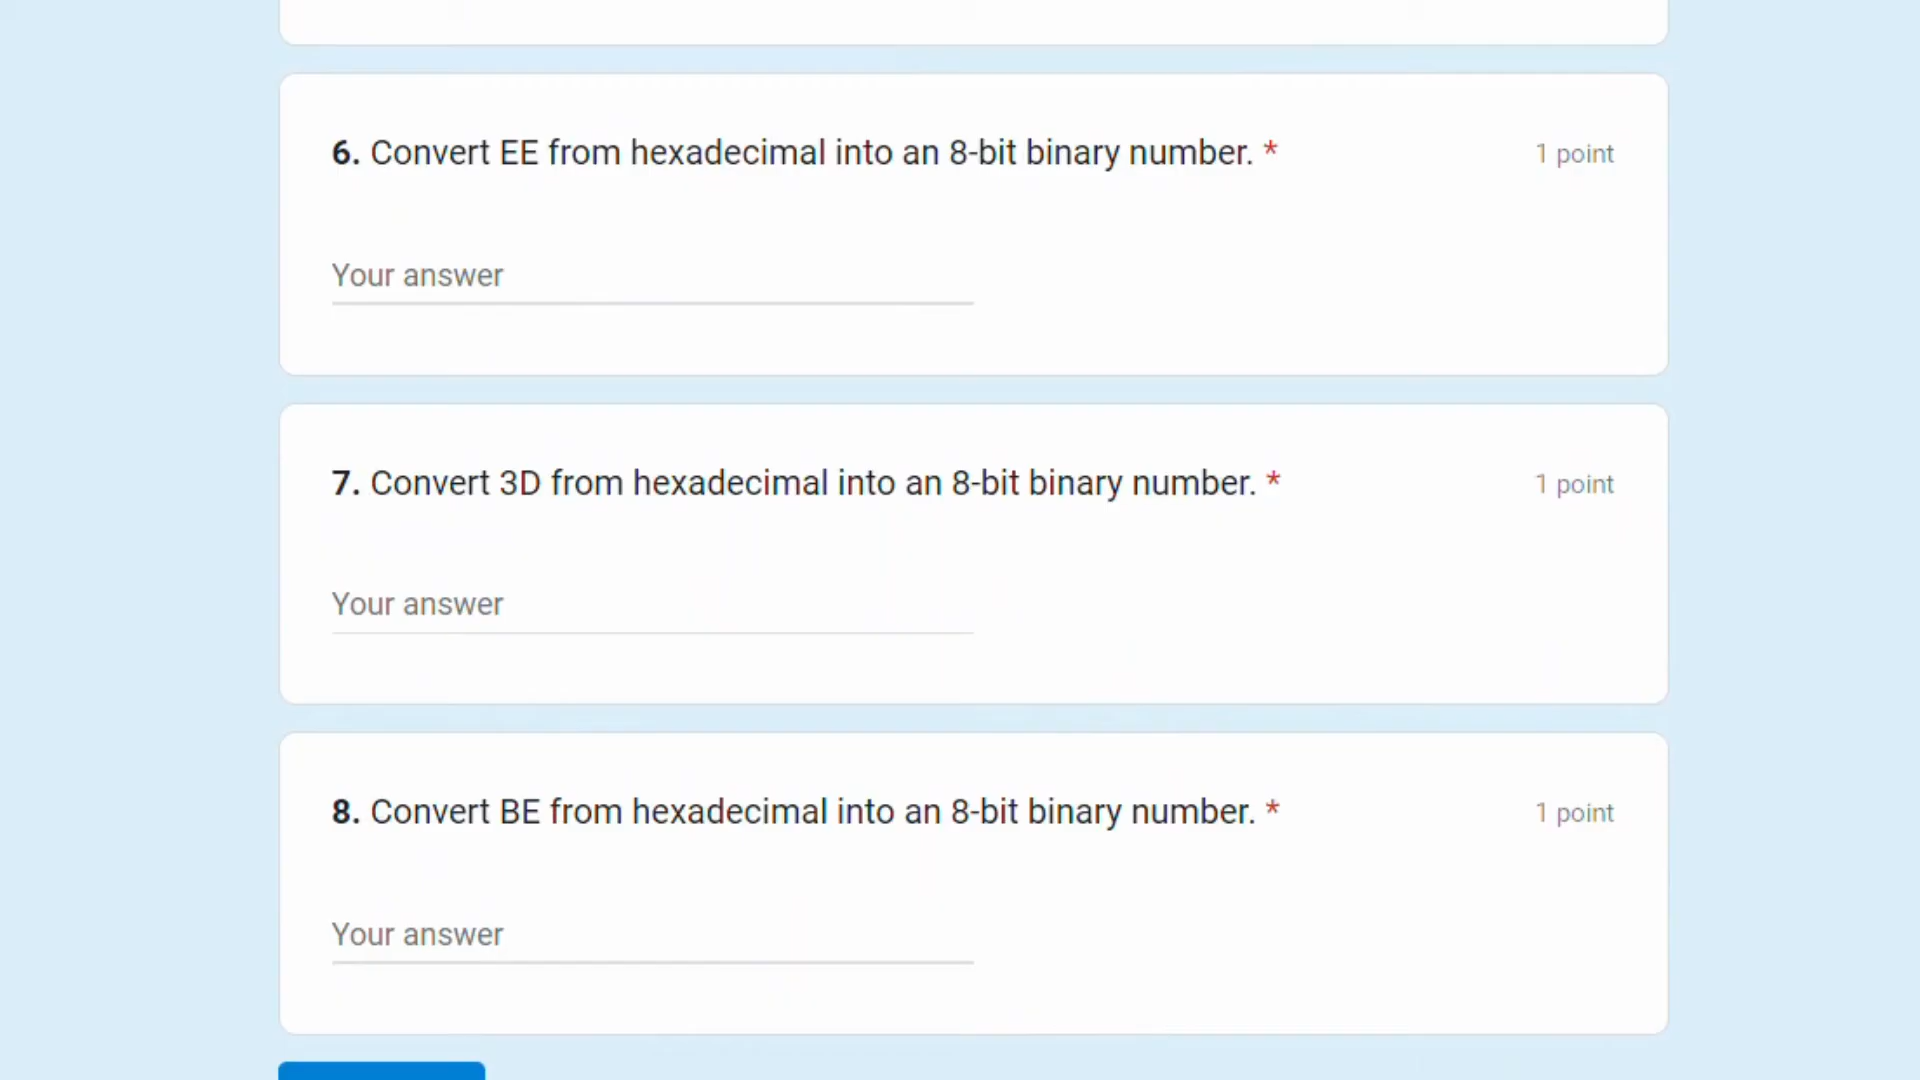 6. Convert EE from hexadecimal into an 8-bit binary number. *
1 point
Your answer
7. Convert 3D from hexadecimal into an 8-bit binary number. *
1 point
Your answer
8. Convert BE from hexadecimal into an 8-bit binary number. *
1 point
Your answer